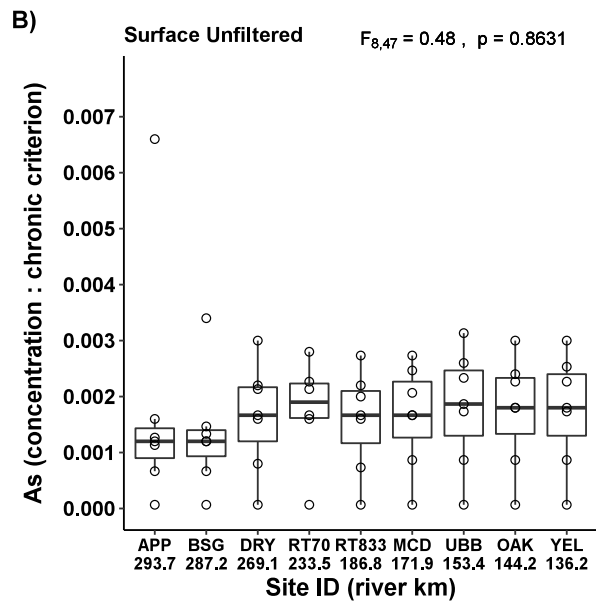 B)
Surface Unfiltered
F8,47 = 0.48 , p = 0.8631
As (concentration : chronic criterion)
0.007
0.006
0.005
0.004
0.003
0.002
0.001
0.000
APP BSG DRY RT70 RT833 MCD UBB OAK YEL
293.7 287.2 269.1 233.5 186.8 171.9 153.4 144.2 136.2
Site ID (river km)